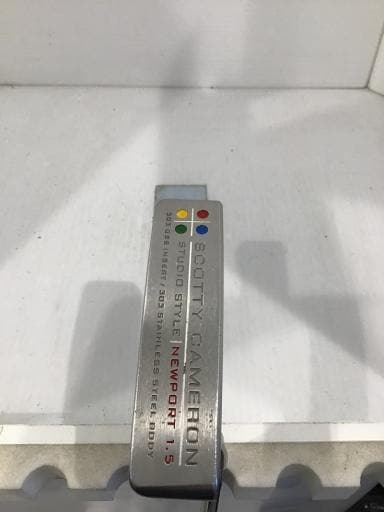 SCOTTY CAMERON
STUDIO STYLE | NEWPORT 1.5
303 GSS INSERT / 303 STAINLESS STEEL BODY